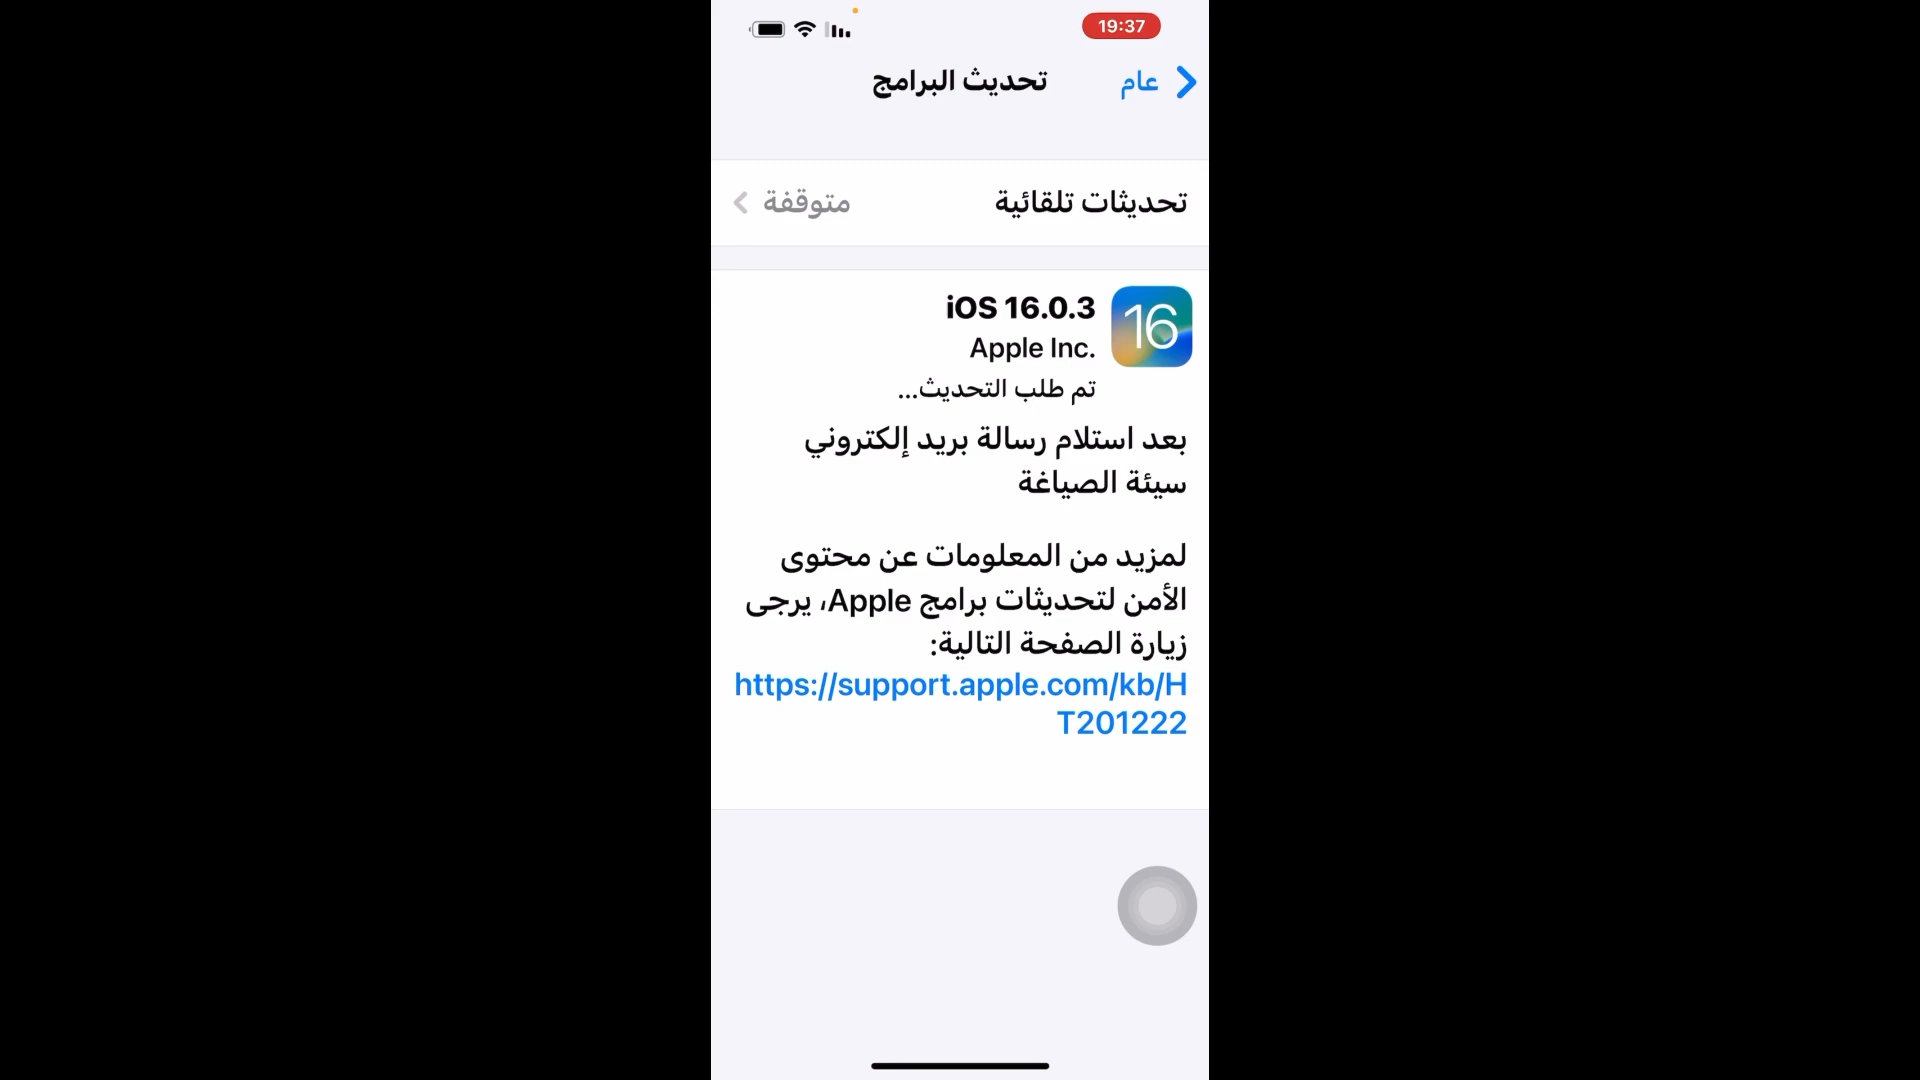 19:37
عام
تحديث البرامج
تحديثات تلقائية
متوقفة
16
iOS 16.0.3
Apple Inc.
تم طلب التحديث...
بعد استلام رسالة بريد إلكتروني
سيئة الصياغة
لمزيد من المعلومات عن محتوى
الأمن لتحديثات برامج Apple، يرجى
زيارة الصفحة التالية:
https://support.apple.com/kb/H
T201222